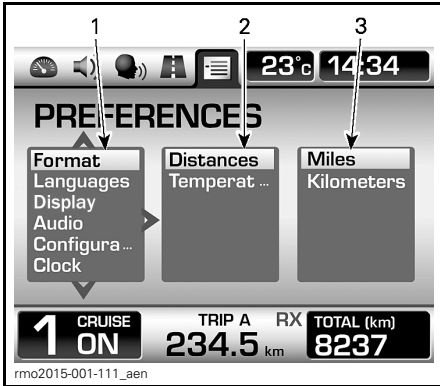 1 2 3
23°c 14:34
PREFERENCES
Format
Languages
Display
Audio
Configura...
Clock
Distances
Temperat ...
Miles
Kilometers
1 CRUISE ON
TRIP A
234.5 km
RX
TOTAL (km)
8237
rmo2015-001-111_aen